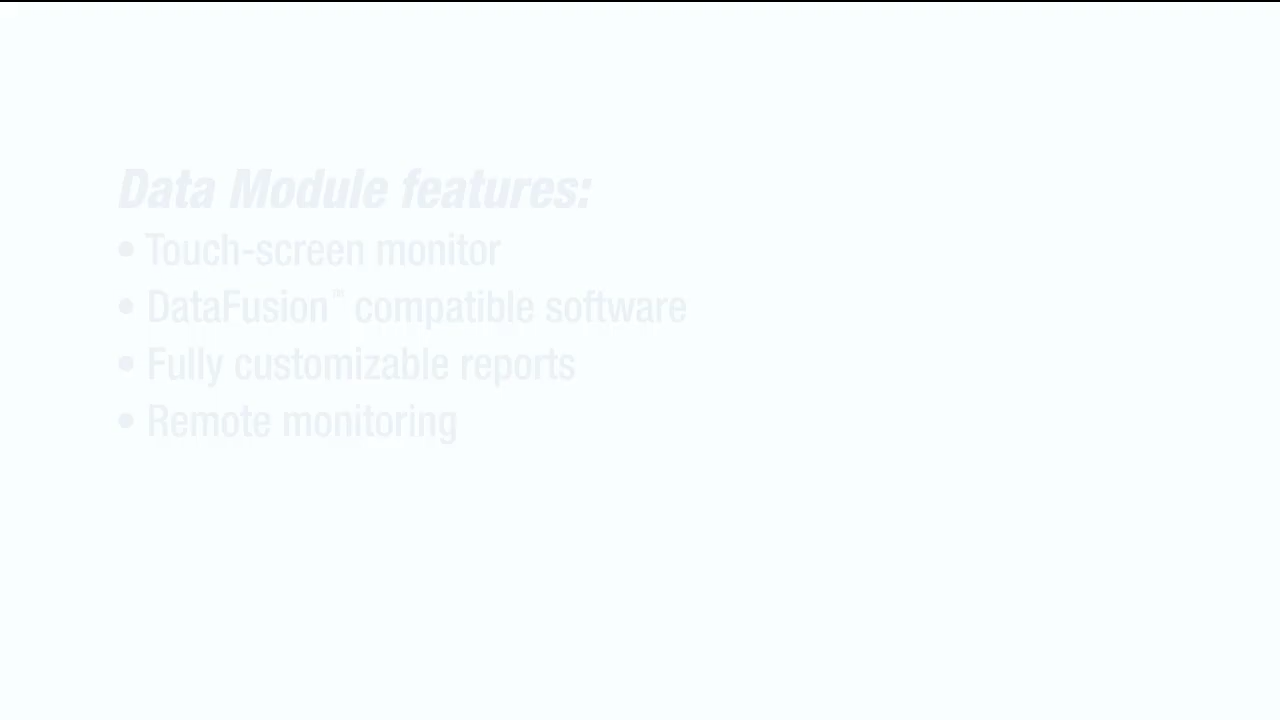 Data Module features:
• Touch-screen monitor
• DataFusion™ compatible software
• Fully customizable reports
• Remote monitoring